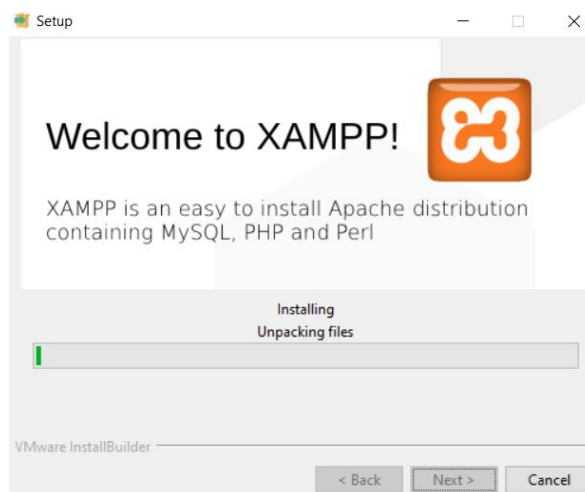 Setup
Welcome to XAMPP!
XAMPP is an easy to install Apache distribution
containing MySQL, PHP and Perl
Installing
Unpacking files
VMware InstallBuilder
< Back Next > Cancel